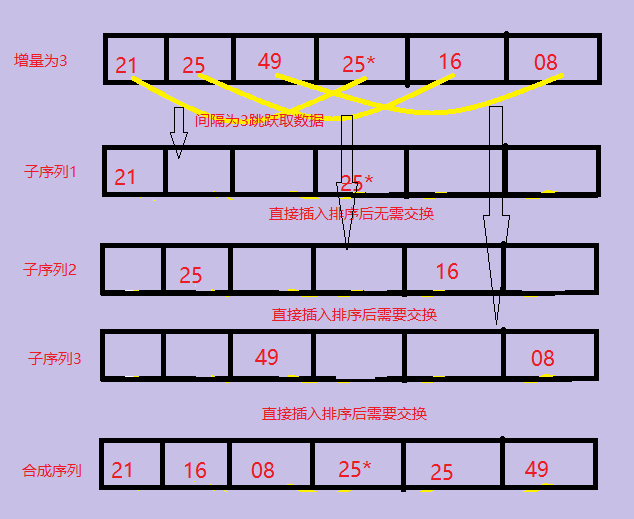 增量为3 21 25 49 25* 16 08
间隔为3跳跃取数据
子序列1 21 25*
直接插入排序后无需交换
子序列2 25 16
直接插入排序后需要交换
子序列3 49 08
直接插入排序后需要交换
合成序列 21 16 08 25* 25 49